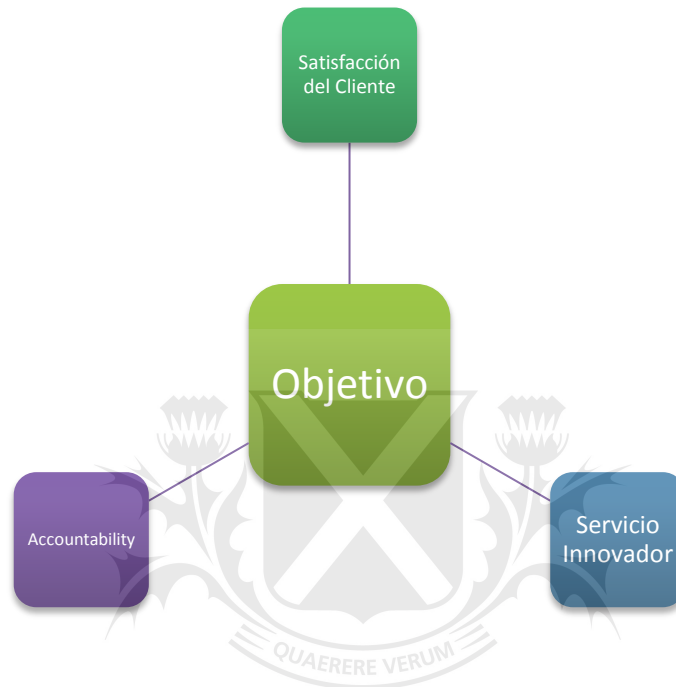 Satisfacción
del Cliente
Objetivo
Accountability
Servicio
Innovador
QUAERERE VERUM